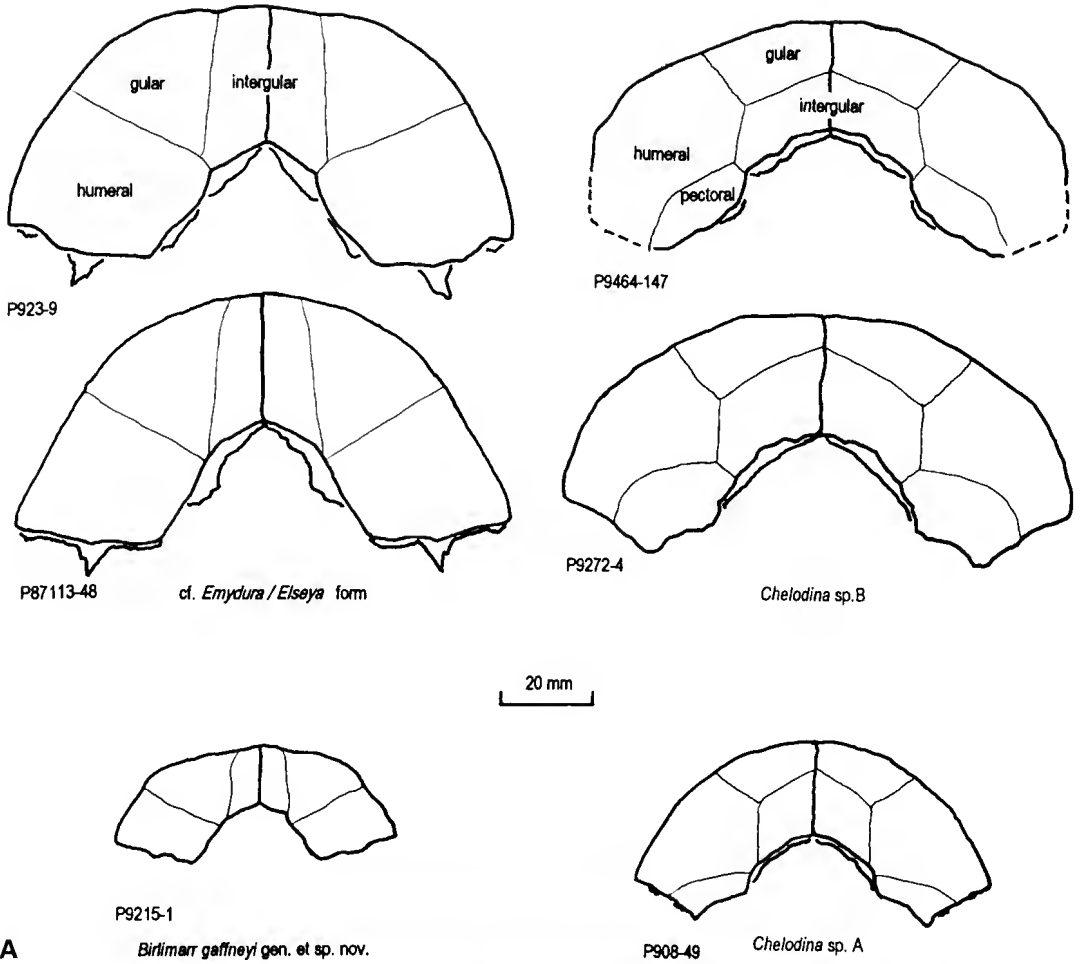 gular
intergular
humeral
P923-9
gular
intergular
humeral
pectoral
P9464-147
P87113-48
cf. Emydura / Elseya form
P9272-4
Chelodina sp.B
20 mm
P9215-1
A
Birlimarr gaffneyi gen. et sp. nov.
P908-49
Chelodina sp. A